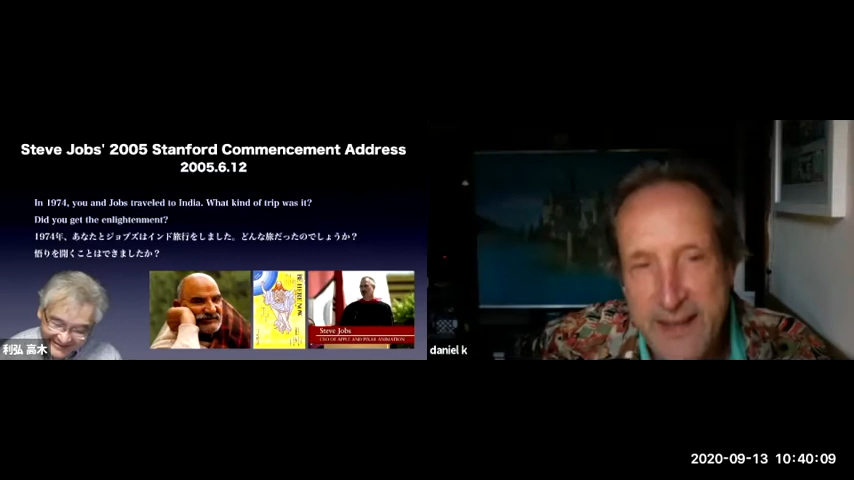 Steve Jobs' 2005 Stanford Commencement Address
2005.6.12
In 1974, you and Jobs traveled to India. What kind of trip was it?
Did you get the enlightenment?
1974年、あなたとジョブズはインド旅行をしました。どんな旅だったのでしょうか?
悟りを開くことはできましたか?
BE HERE NOW
Steve Jobs
CEO OF APPLE AND PIXAR ANIMATION
利弘 高木
daniel k
2020-09-13 10:40:09